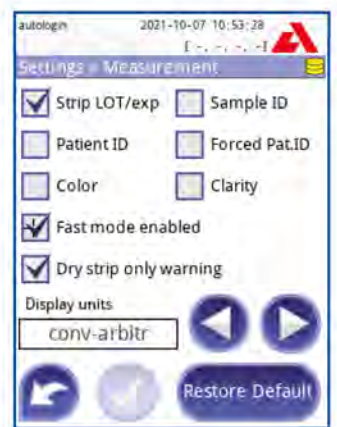 autologin 2021-10-07 10:53:28
[ -, -, -, -]
Settings » Measurement
Strip LOT/exp Sample ID
Patient ID Forced Pat.ID
Color Clarity
Fast mode enabled
Dry strip only warning
Display units
conv-arbitr
Restore Default